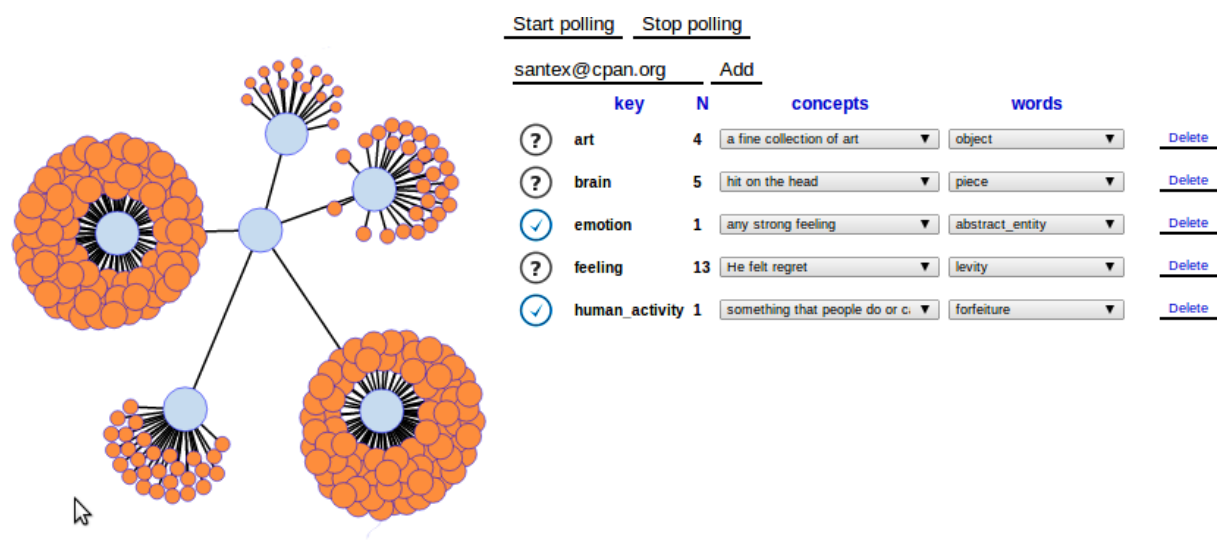 Start polling Stop polling
santex@cpan.org Add
key N concepts words
? art 4 a fine collection of art object Delete
? brain 5 hit on the head piece Delete
emotion 1 any strong feeling abstract_entity Delete
? feeling 13 He felt regret levity Delete
human_activity 1 something that people do or c forfeiture Delete